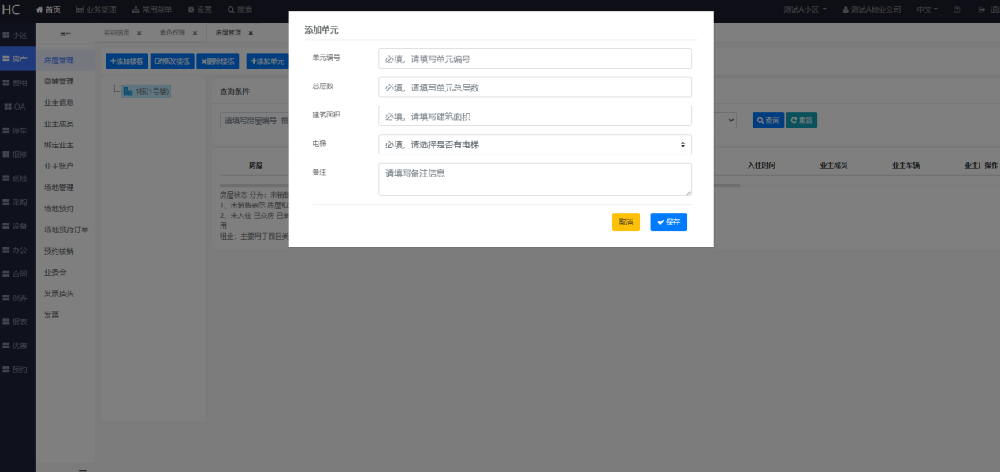 HC 首页 业务受理 常用菜单 设置 搜索 测试A小区 测试A物业公司 中文
小区
房产
费用
OA
停车
报修
巡检
采购
设备
办公
合同
保养
报表
优惠
预约
房产
房屋管理
商铺管理
业主信息
业主成员
绑定业主
业主账户
场地管理
场地预约
场地预约订单
预约核销
业委会
发票抬头
发票
组织信息 角色权限 房屋管理
添加楼栋 修改楼栋 删除楼栋 添加单元
1栋(1号楼)
查询条件
请填写房屋编号 格
查询 重置
房屋 入住时间 业主成员 业主车辆 操作
房屋状态 分为：未销售
1、未销售表示 房屋和
2、未入住 已交房 已装
用
租金：主要用于园区类
添加单元
单元编号 必填，请填写单元编号
总层数 必填，请填写单元总层数
建筑面积 必填，请填写建筑面积
电梯 必填，请选择是否有电梯
备注 请填写备注信息
取消 保存